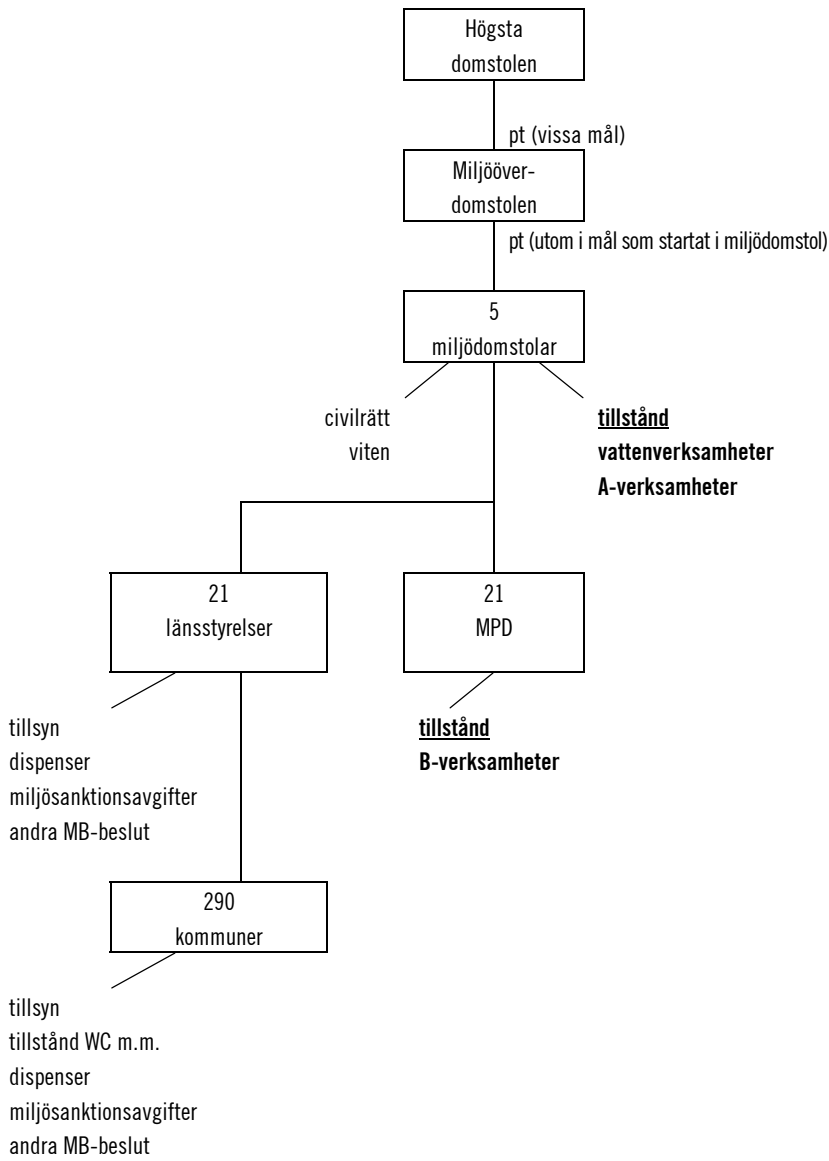 Högsta
domstolen
pt (vissa mål)
Miljööver-
domstolen
pt (utom i mål som startat i miljödomstol)
5
miljödomstolar
civilrätt
viten
tillstånd
vattenverksamheter
A-verksamheter
21
länsstyrelser
21
MPD
tillsyn
dispenser
miljösanktionsavgifter
andra MB-beslut
tillstånd
B-verksamheter
290
kommuner
tillsyn
tillstånd WC m.m.
dispenser
miljösanktionsavgifter
andra MB-beslut